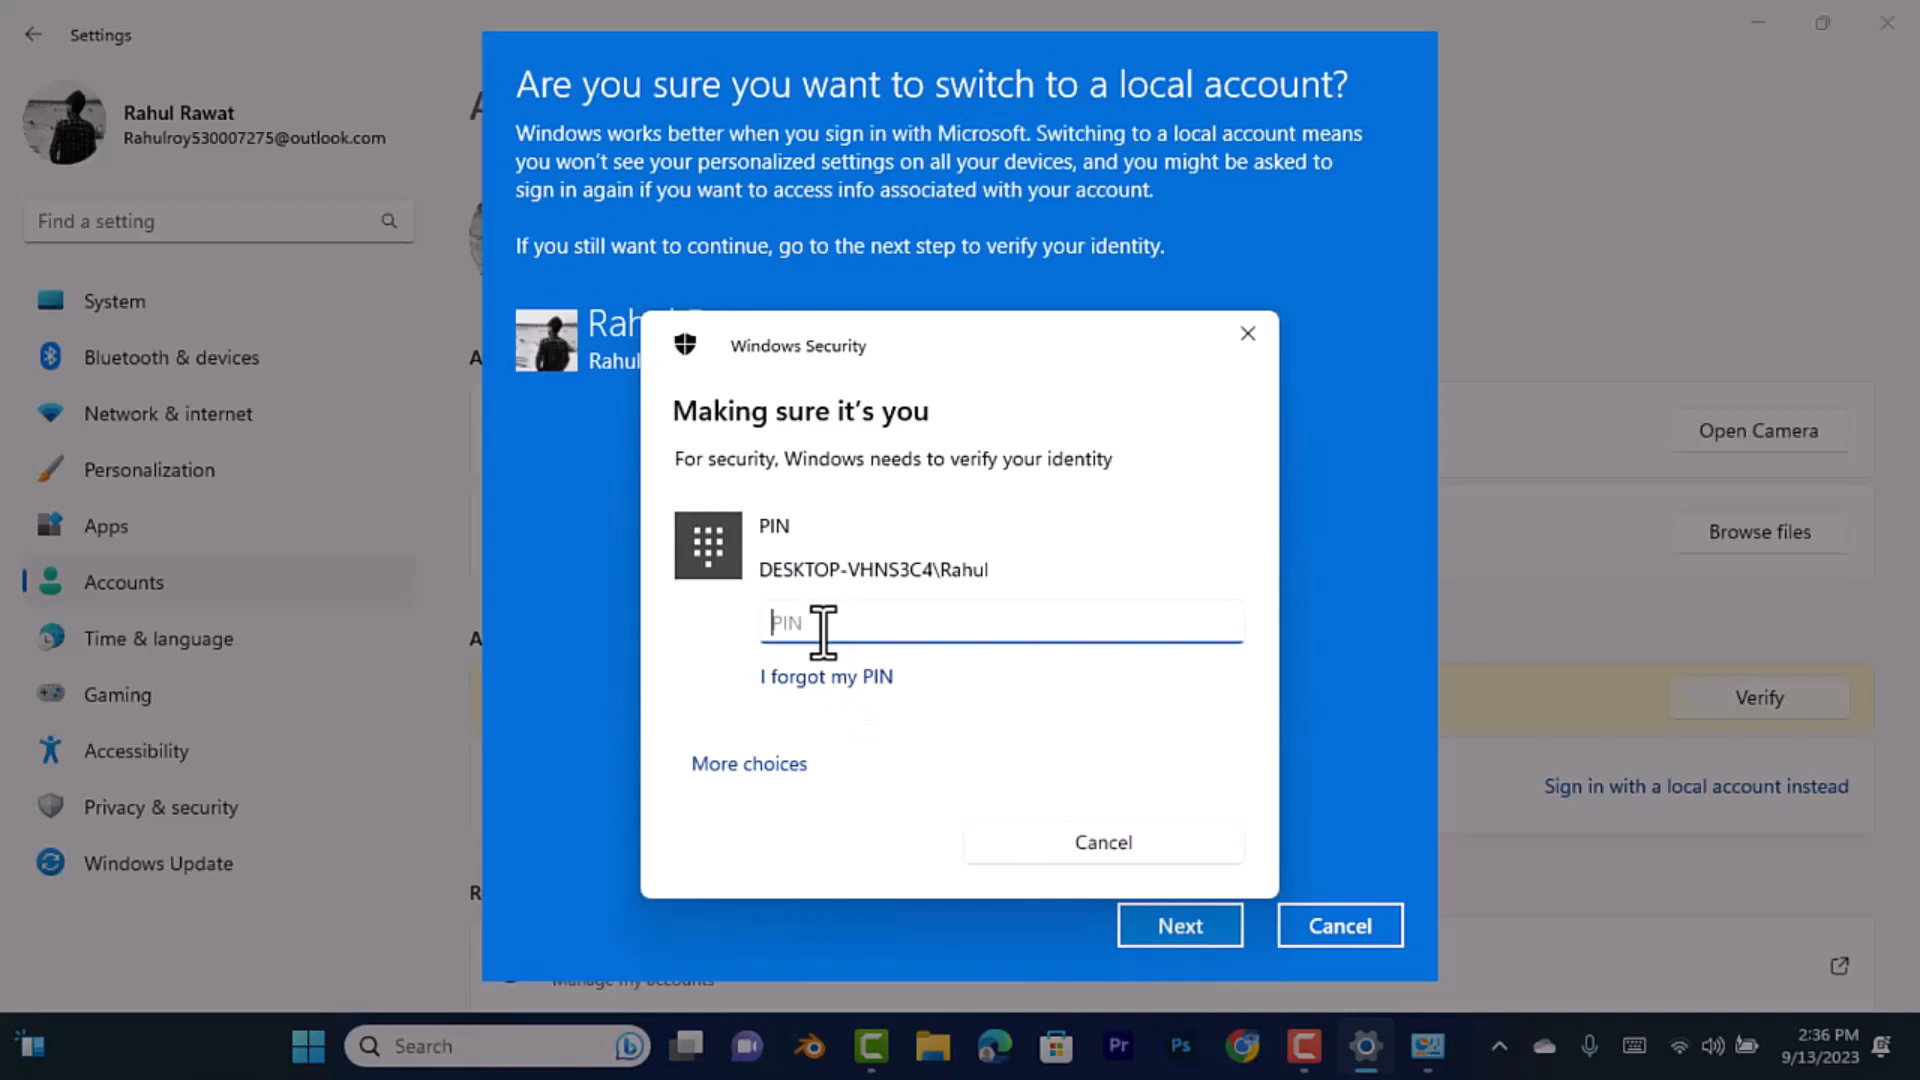 Settings
Rahul Rawat
Rahulroy530007275@outlook.com
Find a setting
System
Bluetooth & devices
Network & internet
Personalization
Apps
Accounts
Time & language
Gaming
Accessibility
Privacy & security
Windows Update
Are you sure you want to switch to a local account?
Windows works better when you sign in with Microsoft. Switching to a local account means
you won't see your personalized settings on all your devices, and you might be asked to
sign in again if you want to access info associated with your account.
If you still want to continue, go to the next step to verify your identity.
Rahul
Windows Security
Making sure it's you
For security, Windows needs to verify your identity
PIN
DESKTOP-VHNS3C4\Rahul
PIN
I forgot my PIN
More choices
Cancel
Next
Cancel
Open Camera
Browse files
Verify
Sign in with a local account instead
Manage my accounts
Search
Pr
Ps
2:36 PM
9/13/2023